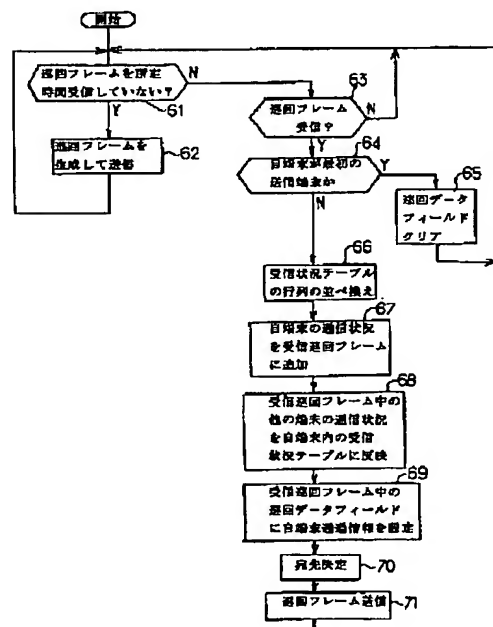 開始
巡回フレームを所定
時間受信していない?
61
N
Y
巡回フレームを
生成して送信
62
63
巡回フレーム
受信?
N
Y
64
自端末が最初の
送信端末か
Y
N
65
巡回データ
フィールド
クリア
66
受信状況テーブル
の行列の並べ換え
67
自端末の通信状況
を受信巡回フレーム
に追加
68
受信巡回フレーム中の
他の端末の通信状況
を自端末内の受信
状況テーブルに反映
69
受信巡回フレーム中の
巡回データフィールド
に自端末
を設定
宛先決定
70
巡回フレーム送信
71